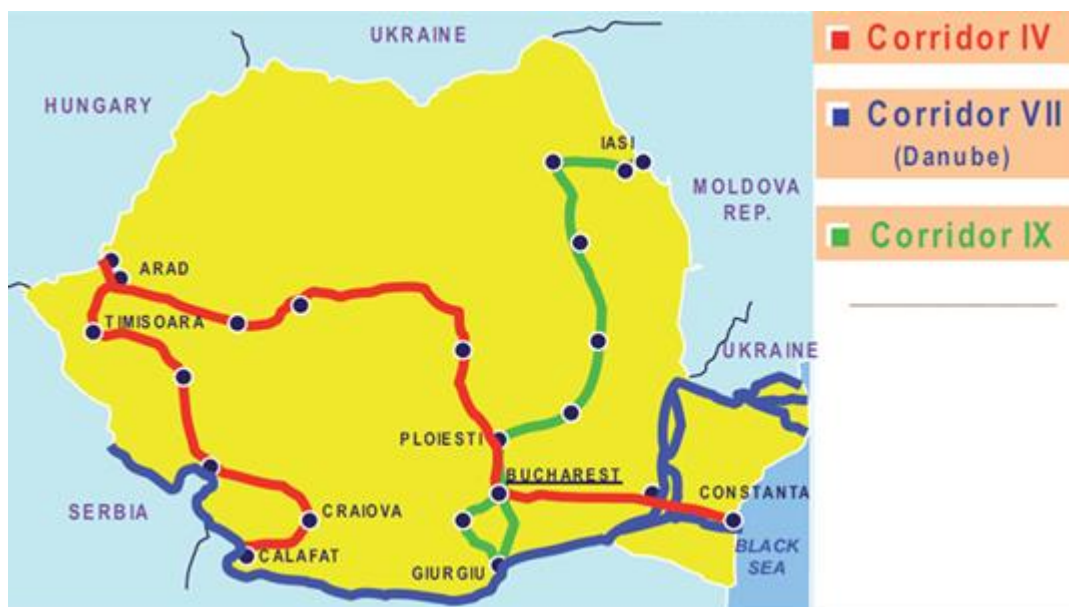 UKRAINE
HUNGARY
IASI
MOLDOVA
REP.
ARAD
TIMISOARA
UKRAINE
PLOIESTI
BUCHAREST
CONSTANTA
SERBIA
CRAIOVA
CALAFAT
GIURGIU
BLACK
SEA
Corridor IV
Corridor VII
(Danube)
Corridor IX